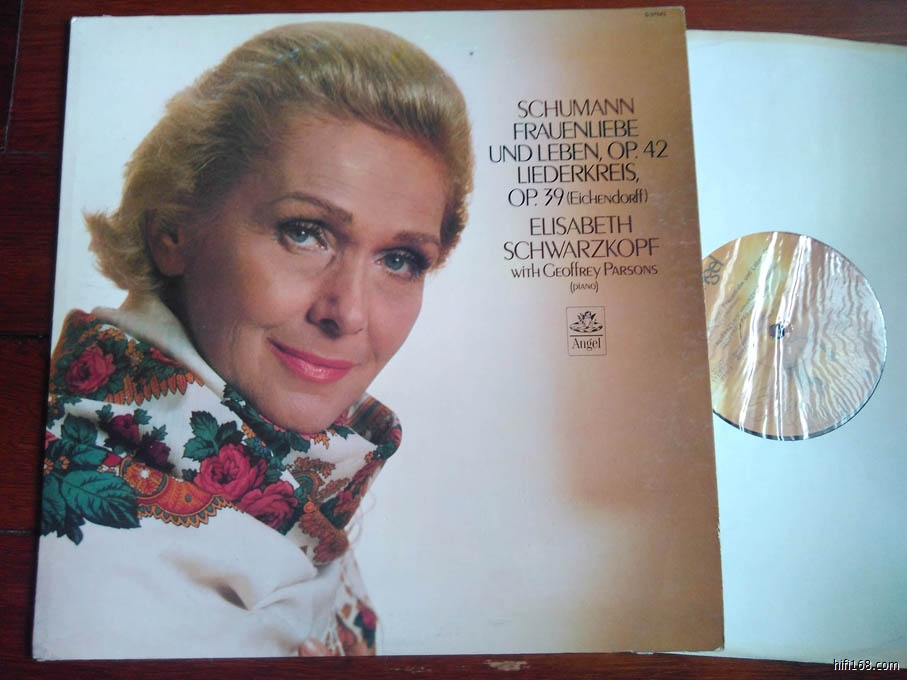 SCHUMANN
FRAUENLIEBE
UND LEBEN, OP. 42
LIEDERKREIS,
OP. 39 (Eichendorff)
ELISABETH
SCHWARZKOPF
with Geoffrey Parsons
(piano)
Angel
hifi168.com